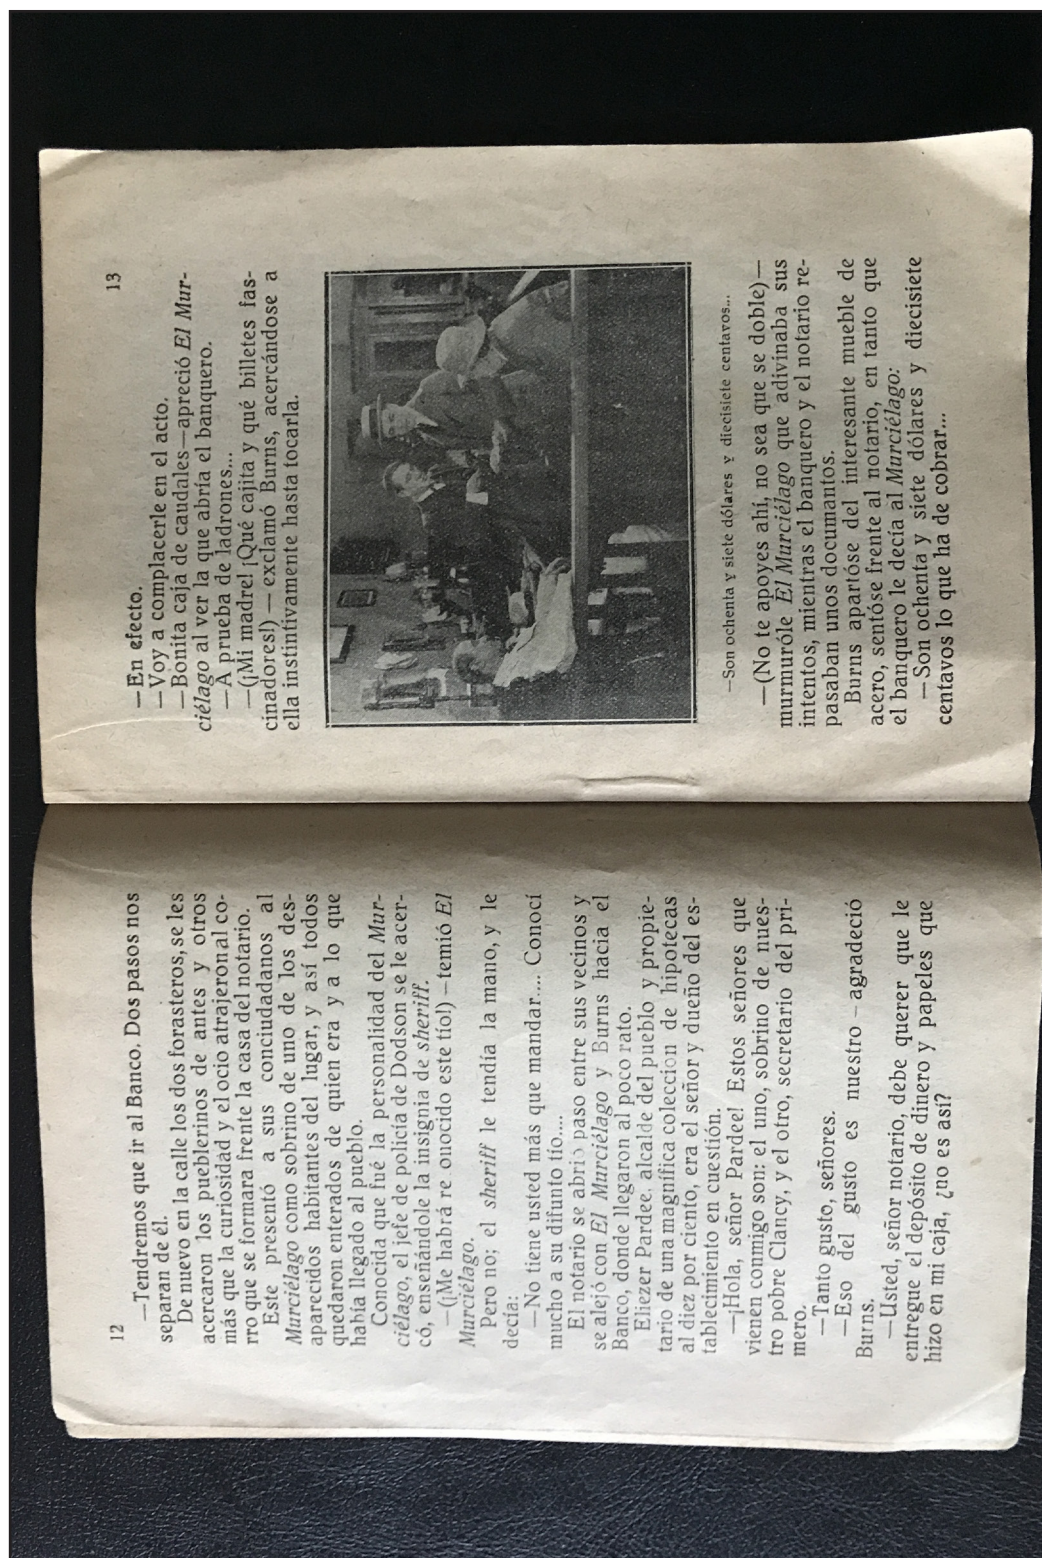 12
—Tendremos que ir al Banco. Dos pasos nos
separan de él.
De nuevo en la calle los dos forasteros, se les
acercaron los pueblerinos de antes y otros
más que la curiosidad y el ocio atrajeron al co-
rro que se formara frente la casa del notario.
Este presentó a sus conciudadanos al
Murciélago como sobrino de uno de los des-
aparecidos habitantes del lugar, y así todos
quedaron enterados de quien era y a lo que
había llegado al pueblo.
Conocida que fué la personalidad del Mur-
ciélago, el jefe de policía de Dodson se le acer-
có, enseñándole la insignia de sheriff.
—(¡Me habrá re onocido este tío!) —temió El
Murciélago.
Pero no; el sheriff le tendía la mano, y le
decía:
—No tiene usted más que mandar.... Conocí
mucho a su difunto tío....
El notario se abrió paso entre sus vecinos y
se alejó con El Murciélago y Burns hacia el
Banco, donde llegaron al poco rato.
Eliezer Pardee, alcalde del pueblo y propie-
tario de una magnífica coleccion de hipotecas
al diez por ciento, era el señor y dueño del es-
tablecimiento en cuestión.
—¡Hola, señor Pardee! Estos señores que
vienen conmigo son: el uno, sobrino de nues-
tro pobre Clancy, y el otro, secretario del pri-
mero.
—Tanto gusto, señores.
—Eso del gusto es nuestro – agradeció
Burns.
—Usted, señor notario, debe querer que le
entregue el depósito de dinero y papeles que
hizo en mi caja, ¿no es así?
13
—En efecto.
—Voy a complacerle en el acto.
—Bonita caja de caudales—apreció El Mur-
ciélago al ver la que abría el banquero.
—A prueba de ladrones...
—(¡Mi madre! ¡Qué cajita y qué billetes fas-
cinadores!) — exclamó Burns, acercándose a
ella instintivamente hasta tocarla.
—Son ochenta y siete dólares y diecisiete centavos...
—(No te apoyes ahí, no sea que se doble)—
murmuróle El Murciélago que adivinaba sus
intentos, mientras el banquero y el notario re-
pasaban unos documantos.
Burns apartóse del interesante mueble de
acero, sentóse frente al notario, en tanto que
el banquero le decía al Murciélago:
—Son ochenta y siete dólares y diecisiete
centavos lo que ha de cobrar...